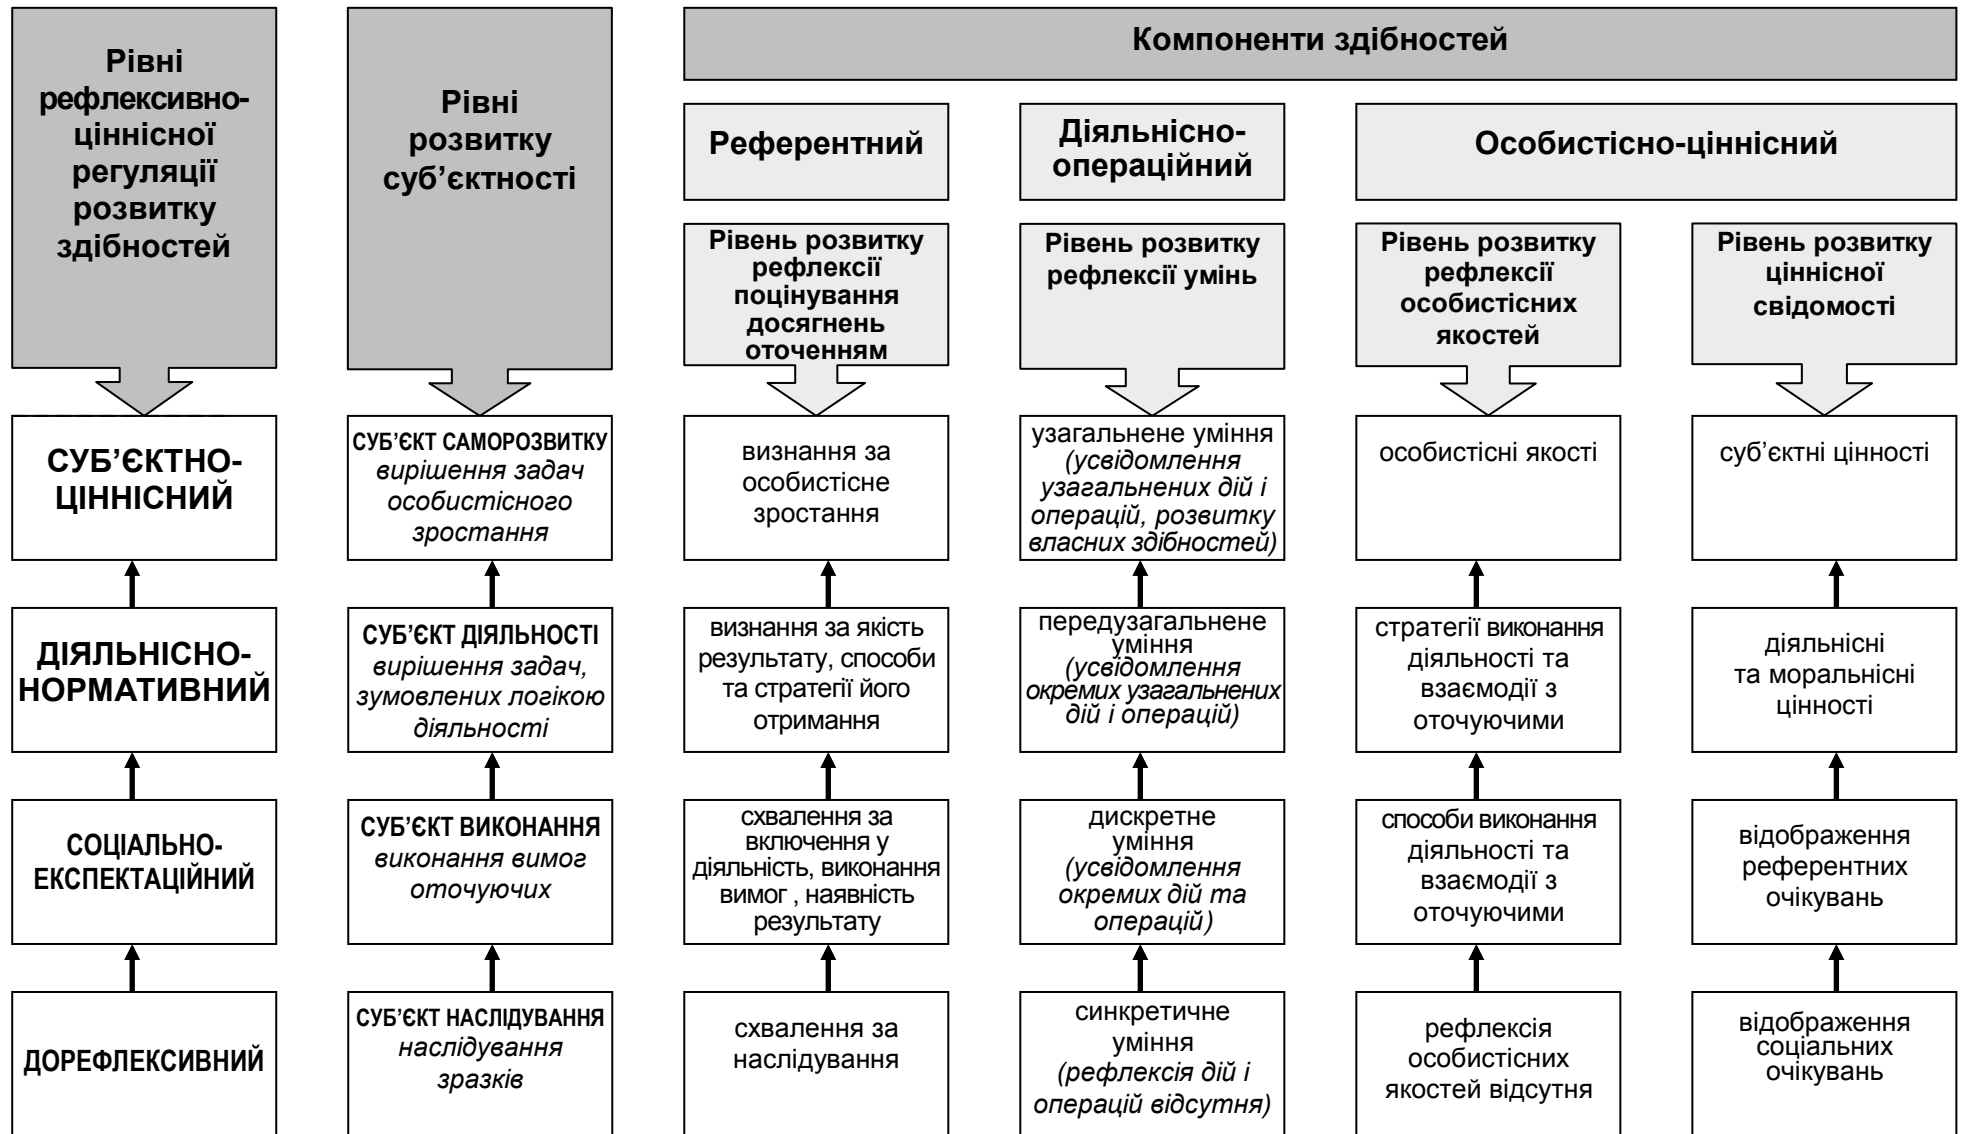 Рівні
рефлексивно-
ціннісної
регуляції
розвитку
здібностей
Рівні
розвитку
суб’єктності
Компоненти здібностей
Референтний
Діяльнісно-
операційний
Особистісно-ціннісний
Рівень розвитку
рефлексії
поцінування
досягнень
оточенням
Рівень розвитку
рефлексії умінь
Рівень розвитку
рефлексії
особистісних
якостей
Рівень розвитку
ціннісної
свідомості
СУБ’ЄКТНО-
ЦІННІСНИЙ
СУБ’ЄКТ САМОРОЗВИТКУ
вирішення задач
особистісного
зростання
визнання за
особистісне
зростання
узагальнене уміння
(усвідомлення
узагальнених дій і
операцій, розвитку
власних здібностей)
особистісні якості
суб’єктні цінності
ДІЯЛЬНІСНО-
НОРМАТИВНИЙ
СУБ’ЄКТ ДІЯЛЬНОСТІ
вирішення задач,
зумовлених логікою
діяльності
визнання за якість
результату, способи
та стратегії його
отримання
передузагальнене
уміння
(усвідомлення
окремих узагальнених
дій і операцій)
стратегії виконання
діяльності та
взаємодії з
оточуючими
діяльнісні
та моральнісні
цінності
СОЦІАЛЬНО-
ЕКСПЕКТАЦІЙНИЙ
СУБ’ЄКТ ВИКОНАННЯ
виконання вимог
оточуючих
схвалення за
включення у
діяльність, виконання
вимог , наявність
результату
дискретне
уміння
(усвідомлення
окремих дій та
операцій)
способи виконання
діяльності та
взаємодії з
оточуючими
відображення
референтних
очікувань
ДОРЕФЛЕКСИВНИЙ
СУБ’ЄКТ НАСЛІДУВАННЯ
наслідування
зразків
схвалення за
наслідування
синкретичне
уміння
(рефлексія дій і
операцій відсутня)
рефлексія
особистісних
якостей відсутня
відображення
соціальних
очікувань